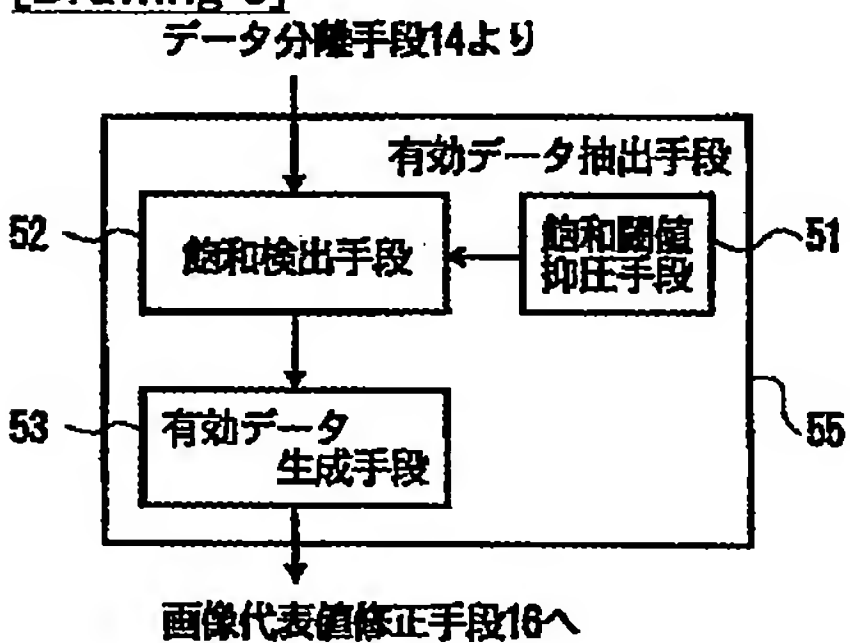 データ分離手段14より
有効データ抽出手段
52
飽和検出手段
飽和閾値
抑圧手段
51
53
有効データ
生成手段
55
画像代表値修正手段16へ